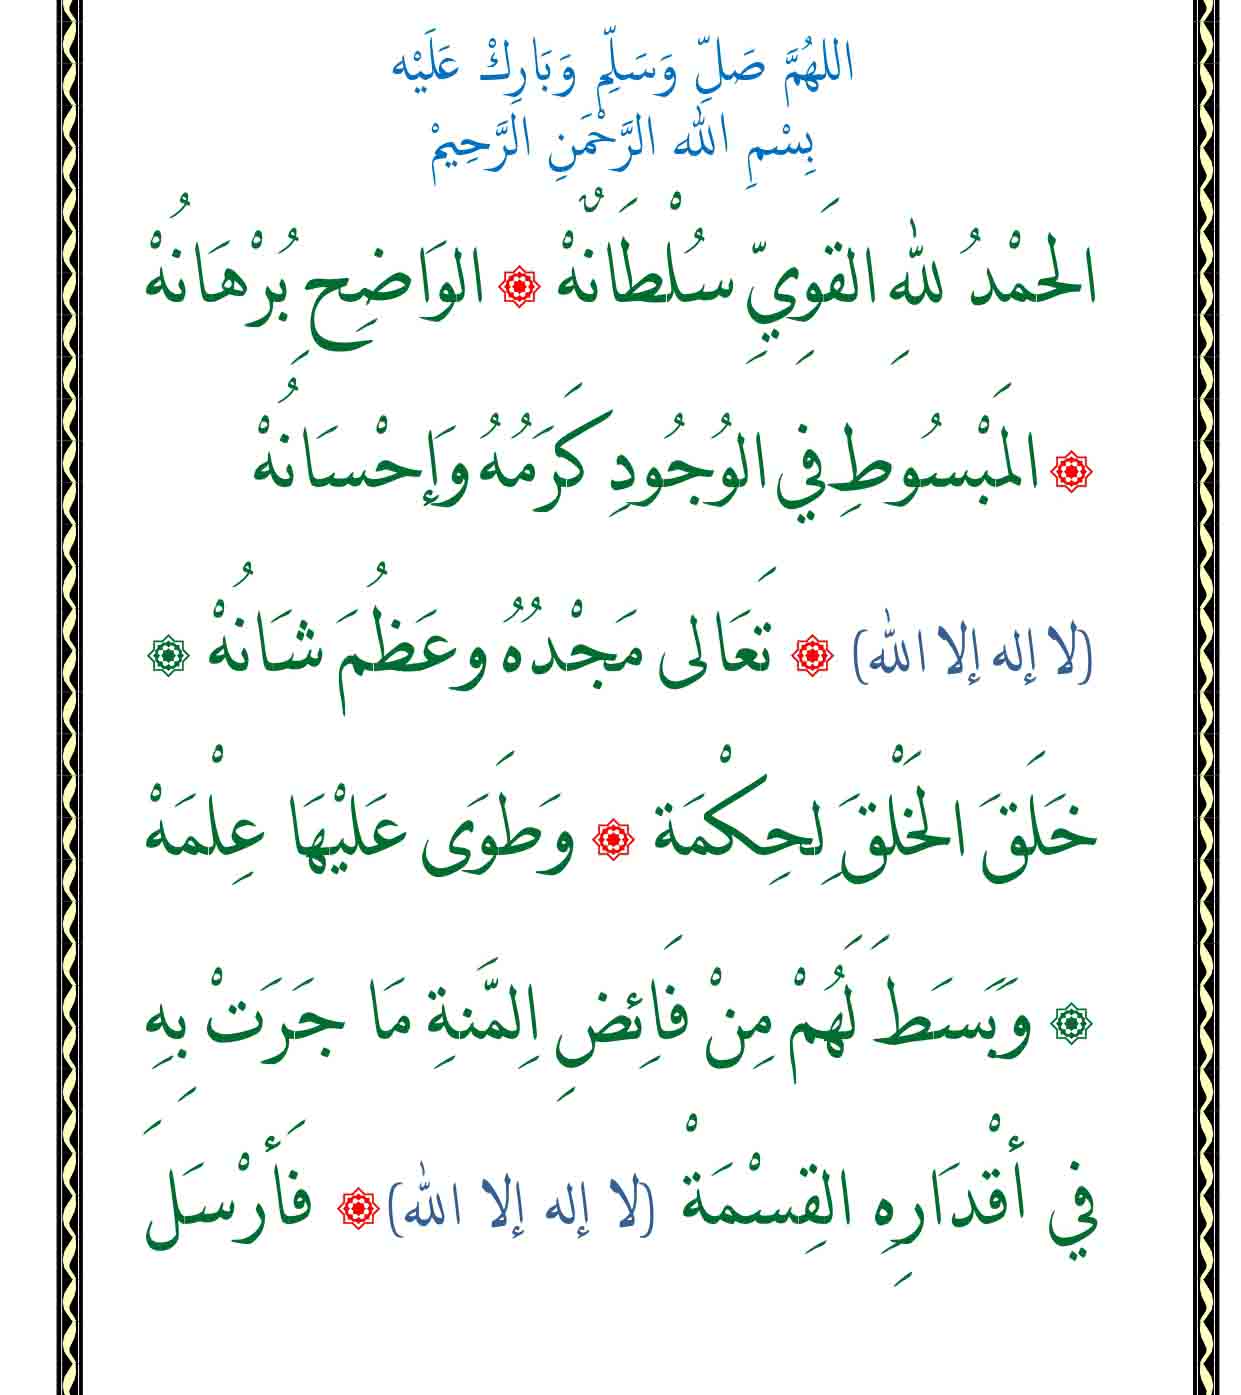 اللهُمَّ صَلِّ وَسَلِّمْ وَبَارِكْ عَلَيْه
بِسْمِ الله الرَّحْمَنِ الرَّحِيمْ
الحَمْدُ للهِ القَوِيِّ سُلْطَانُهْ ۞ الوَاضِحِ بُرْهَانُهْ
۞ المَبْسُوطِ فِي الوُجُودِ كَرَمُهُ وَإِحْسَانُهْ
(لا إله إلا الله) ۞ تَعَالى مَجْدُهُ وعَظُمَ شَانُهْ ۞
خَلَقَ الخَلْقَ لِحِكْمَة ۞ وَطَوَى عَلَيْهَا عِلْمَهْ
۞ وَبَسَطَ لَهُمْ مِنْ فَائِضِ المِنَّةِ مَا جَرَتْ بِهِ
فِي أَقْدَارِهِ القِسْمَةْ (لا إله إلا الله) ۞ فَأَرْسَلَ